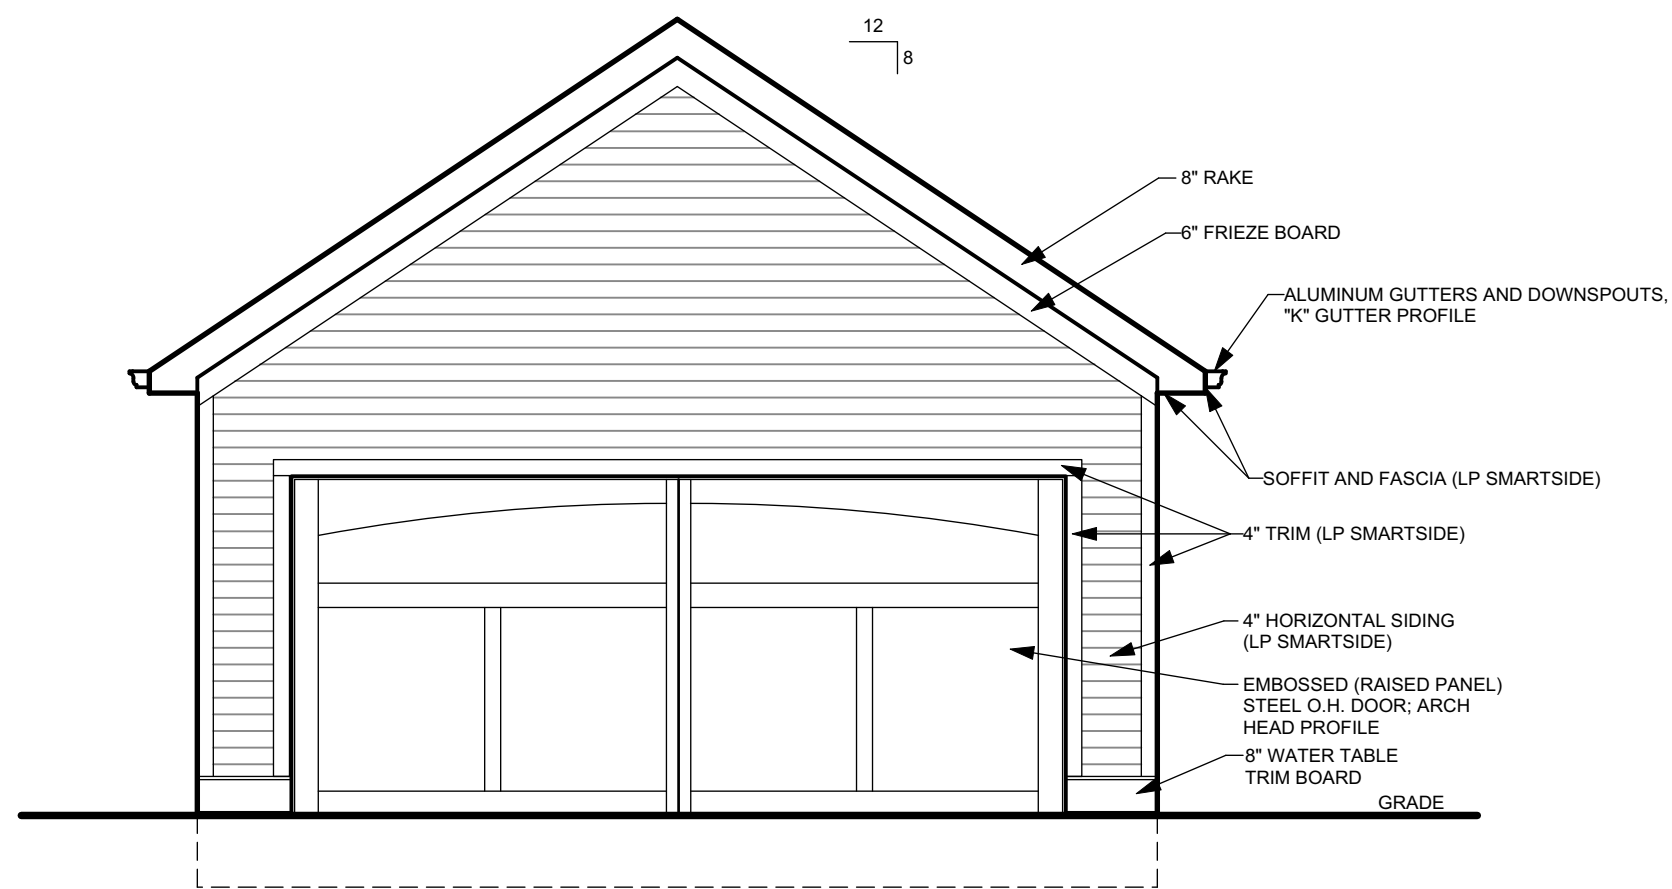 12
8
8" RAKE
6" FRIEZE BOARD
ALUMINUM GUTTERS AND DOWNSPOUTS,
"K" GUTTER PROFILE
SOFFIT AND FASCIA (LP SMARTSIDE)
4" TRIM (LP SMARTSIDE)
4" HORIZONTAL SIDING
(LP SMARTSIDE)
EMBOSSED (RAISED PANEL)
STEEL O.H. DOOR; ARCH
HEAD PROFILE
8" WATER TABLE
TRIM BOARD
GRADE